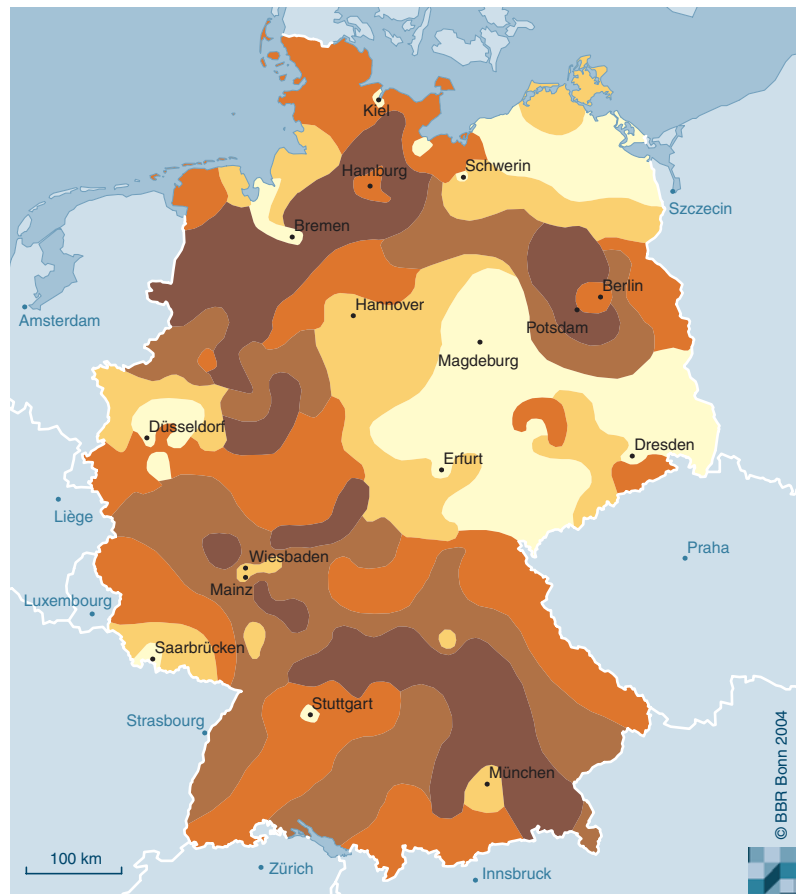 Kiel
Schwerin
Hamburg
Szczecin
Bremen
Berlin
Amsterdam
Hannover
Potsdam
Magdeburg
Düsseldorf
Dresden
Erfurt
Liège
Praha
Wiesbaden
Mainz
Luxembourg
Saarbrücken
Stuttgart
Strasbourg
München
© BBR Bonn 2004
100 km
Zürich
Innsbruck